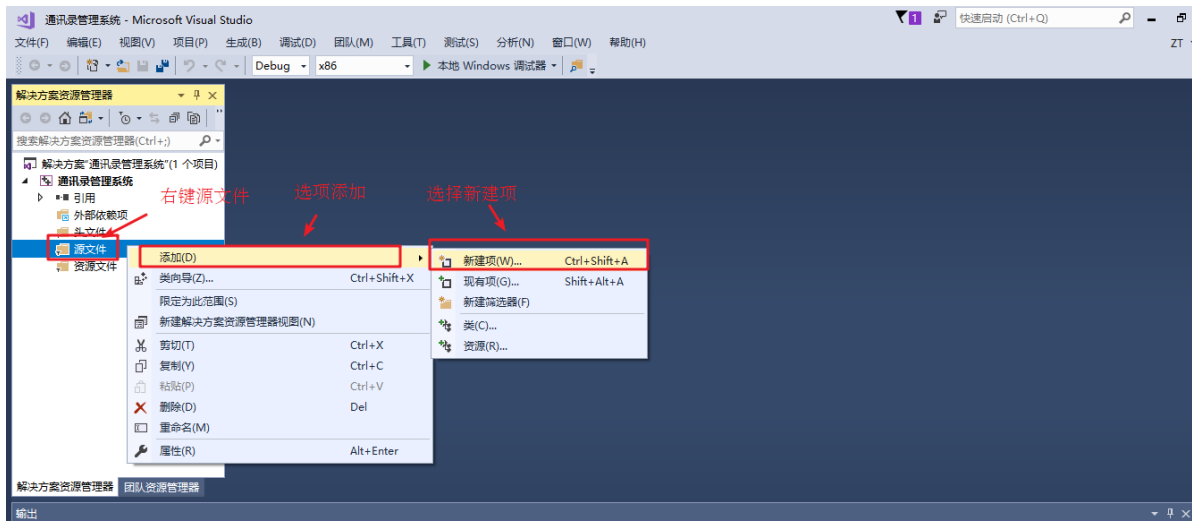 通讯录管理系统 - Microsoft Visual Studio
1
快速启动 (Ctrl+Q)
文件(F) 编辑(E) 视图(V) 项目(P) 生成(B) 调试(D) 团队(M) 工具(T) 测试(S) 分析(N) 窗口(W) 帮助(H)
ZT
Debug x86 本地 Windows 调试器
解决方案资源管理器
搜索解决方案资源管理器(Ctrl+;)
解决方案"通讯录管理系统"(1 个项目)
通讯录管理系统
引用
外部依赖项
头文件
源文件
资源文件
右键源文件
选项添加
选择新建项
添加(D)
类向导(Z)... Ctrl+Shift+X
限定为此范围(S)
新建解决方案资源管理器视图(N)
剪切(T) Ctrl+X
复制(Y) Ctrl+C
粘贴(P) Ctrl+V
删除(D) Del
重命名(M)
属性(R) Alt+Enter
新建项(W)... Ctrl+Shift+A
现有项(G)... Shift+Alt+A
新建筛选器(F)
类(C)...
资源(R)...
解决方案资源管理器 团队资源管理器
输出